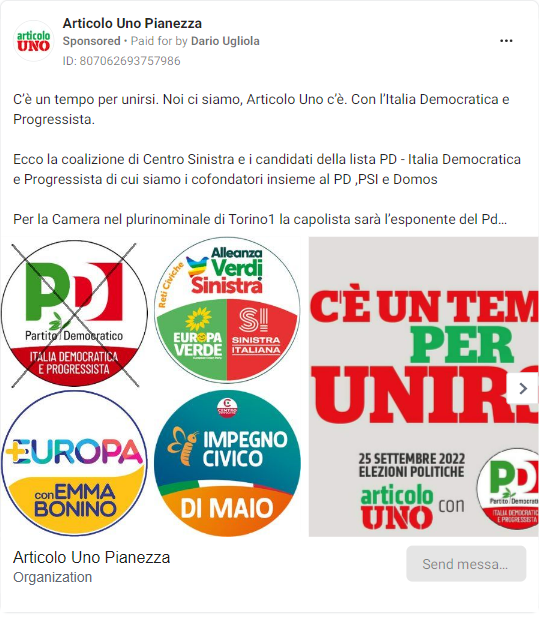 Articolo Uno Pianezza
Sponsored • Paid for by Dario Ugliola
ID: 807062693757986
C'è un tempo per unirsi. Noi ci siamo, Articolo Uno c'è. Con l'Italia Democratica e
Progressista.
Ecco la coalizione di Centro Sinistra e i candidati della lista PD - Italia Democratica
e Progressista di cui siamo i cofondatori insieme al PD ,PSI e Domos
Per la Camera nel plurinominale di Torino1 la capolista sarà l'esponente del Pd...
articolo
UNO
PD
Partito Democratico
ITALIA DEMOCRATICA
E PROGRESSISTA
Reti Civiche
Alleanza
Verdi
Sinistra
EUROPA
VERDE
SI
SINISTRA
ITALIANA
+EUROPA
con EMMA
BONINO
IMPEGNO
CIVICO
DI MAIO
C'È UN TEM
PER
UNIRS
25 SETTEMBRE 2022
ELEZIONI POLITICHE
articolo
UNO con
PD
Partito Democratic
ITALIA DEMOCRATIC
E PROGRESSISTA
Articolo Uno Pianezza
Organization
Send messa...